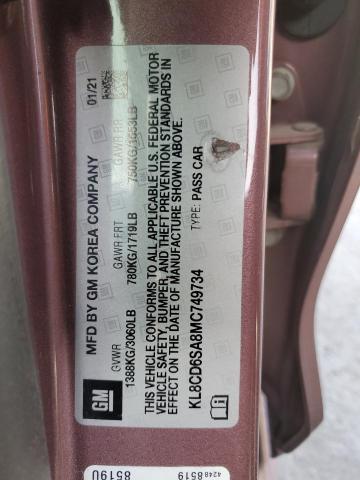 MFD BY GM KOREA COMPANY 01/21
GVWR GAWR FRT GAWR RR
1388KG/3060LB 780KG/1719LB 750KG/1653LB
THIS VEHICLE CONFORMS TO ALL APPLICABLE U.S. FEDERAL MOTOR
VEHICLE SAFETY, BUMPER, AND THEFT PREVENTION STANDARDS IN
EFFECT ON THE DATE OF MANUFACTURE SHOWN ABOVE.
KL8CD6SA8MC749734 TYPE: PASS CAR
GM
4248 8519
8519U